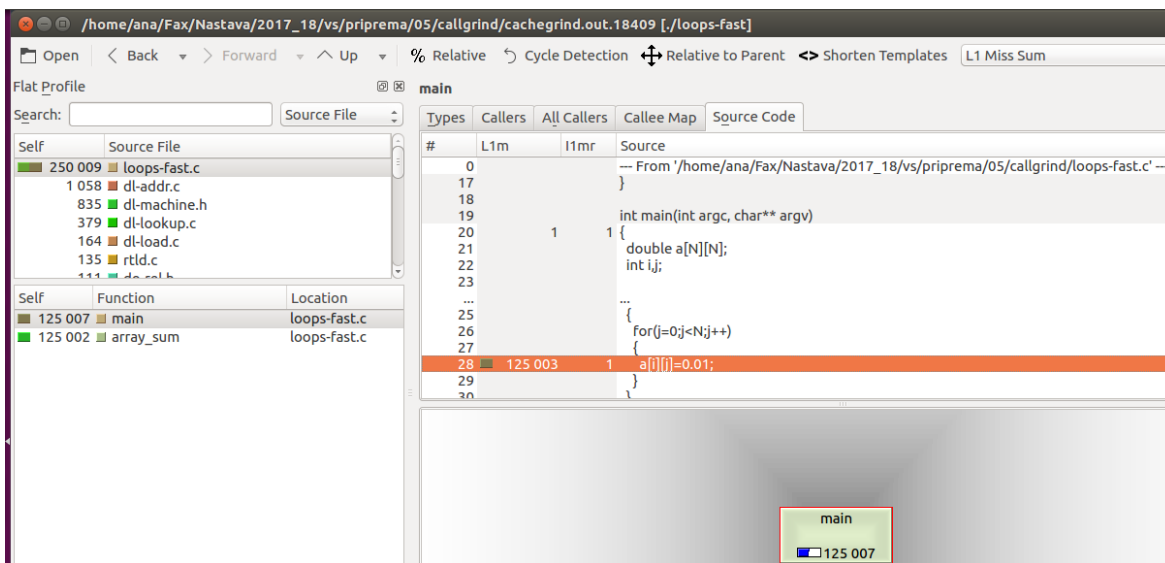 /home/ana/Fax/Nastava/2017_18/vs/priprema/05/callgrind/cachegrind.out.18409 [./loops-fast]
Open Back Forward Up % Relative Cycle Detection Relative to Parent <> Shorten Templates L1 Miss Sum
Flat Profile
Search: Source File
Self Source File
250 009 loops-fast.c
1 058 dl-addr.c
835 dl-machine.h
379 dl-lookup.c
164 dl-load.c
135 rtld.c
Self Function Location
125 007 main loops-fast.c
125 002 array_sum loops-fast.c
main
Types Callers All Callers Callee Map Source Code
# L1m I1mr Source
0 --- From '/home/ana/Fax/Nastava/2017_18/vs/priprema/05/callgrind/loops-fast.c' ---
17 }
18
19 int main(int argc, char** argv)
20 1 1 {
21 double a[N][N];
22 int i,j;
23
... ...
25 {
26 for(j=0;j<N;j++)
27 {
28 125 003 1 a[i][j]=0.01;
29 }
30 }
main
125 007